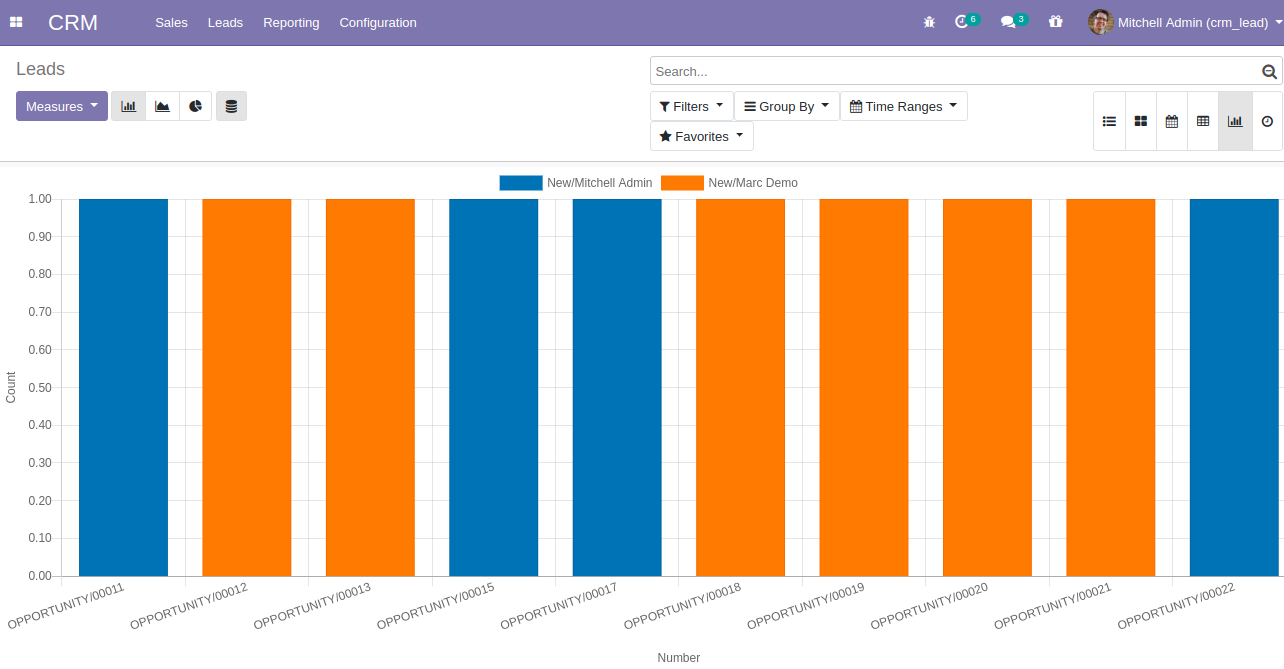 CRM Sales Leads Reporting Configuration 6 3 Mitchell Admin (crm_lead)
Leads
Search...
Measures Filters Group By Time Ranges
Favorites
New/Mitchell Admin New/Marc Demo
1.00
0.90
0.80
0.70
0.60
0.50
0.40
0.30
0.20
0.10
0.00
Count
OPPORTUNITY/00011 OPPORTUNITY/00012 OPPORTUNITY/00013 OPPORTUNITY/00015 OPPORTUNITY/00017 OPPORTUNITY/00018 OPPORTUNITY/00019 OPPORTUNITY/00020 OPPORTUNITY/00021 OPPORTUNITY/00022
Number